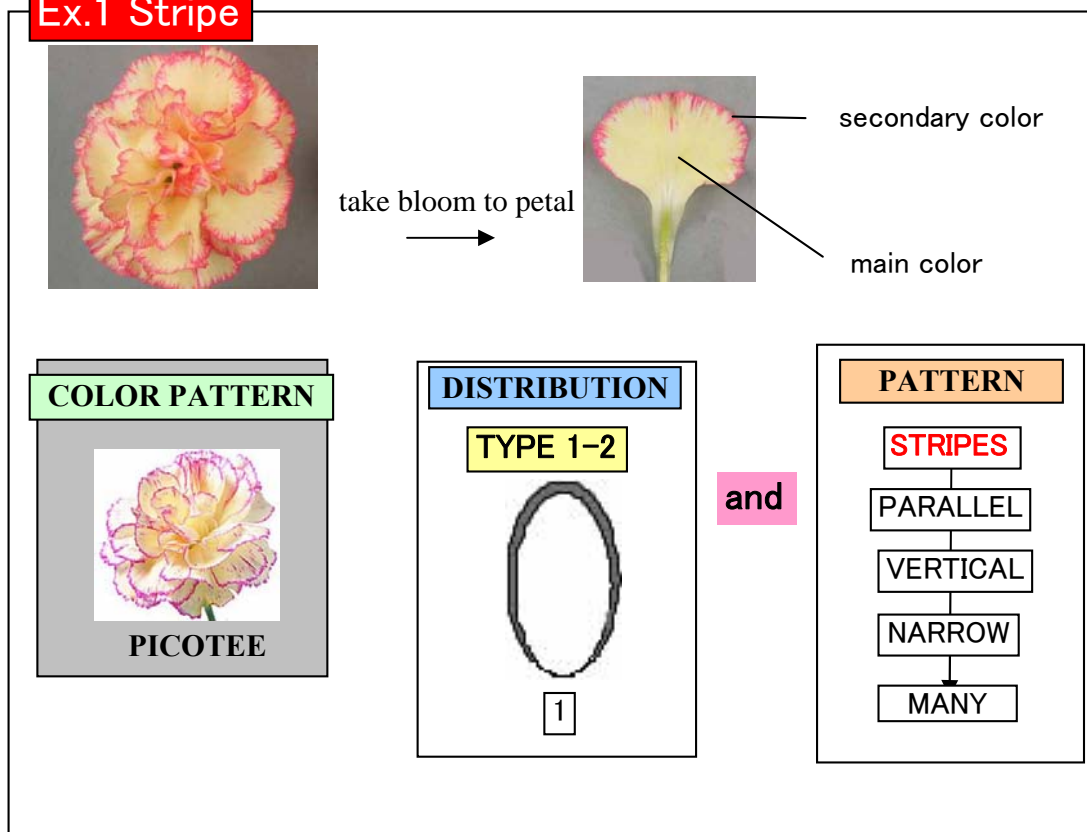 Ex.1 Stripe
secondary color
take bloom to petal
main color
COLOR PATTERN
PICOTEE
DISTRIBUTION
TYPE 1-2
1
and
PATTERN
STRIPES
PARALLEL
VERTICAL
NARROW
MANY